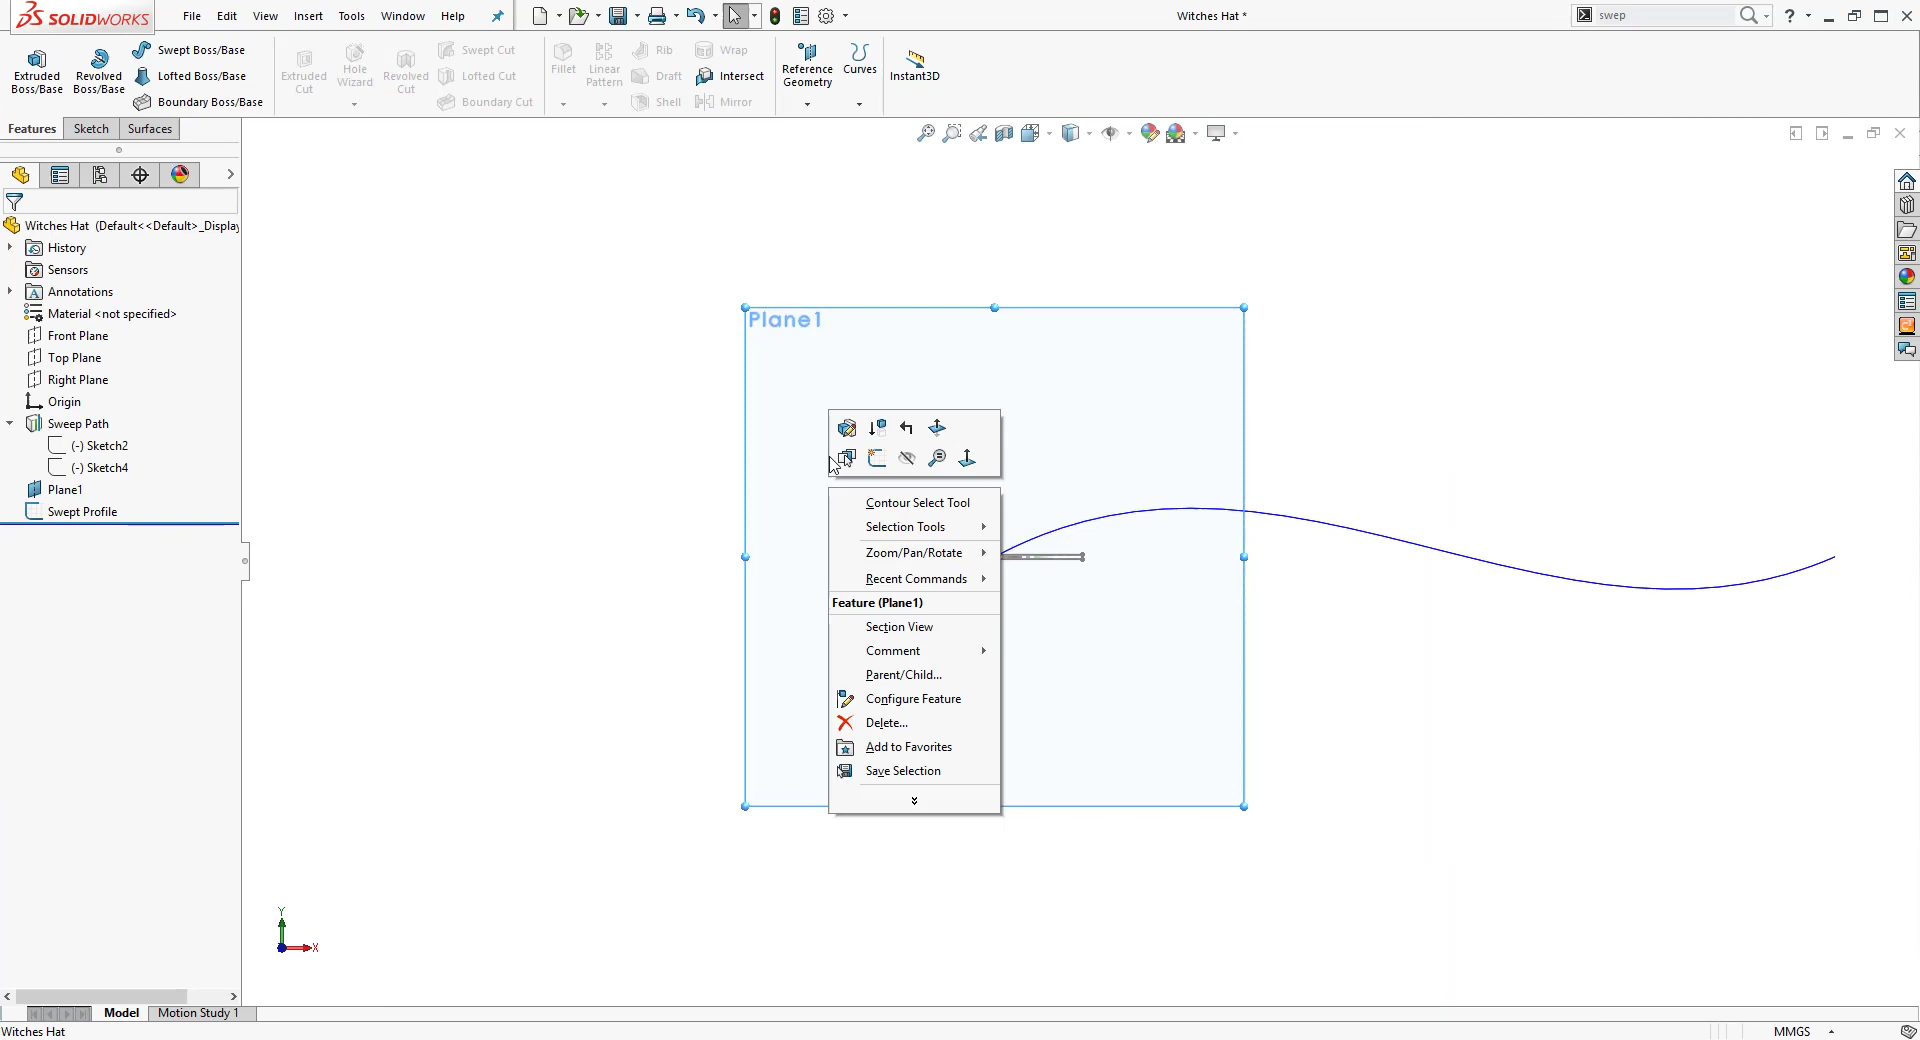 SOLIDWORKS
File Edit View Insert Tools Window Help
Witches Hat *
swep
Extruded Boss/Base
Revolved Boss/Base
Swept Boss/Base
Lofted Boss/Base
Boundary Boss/Base
Extruded Cut
Hole Wizard
Revolved Cut
Swept Cut
Lofted Cut
Boundary Cut
Fillet
Linear Pattern
Rib
Draft
Shell
Wrap
Intersect
Mirror
Reference Geometry
Curves
Instant3D
Features Sketch Surfaces
Witches Hat (Default<<Default>_Display
History
Sensors
Annotations
Material <not specified>
Front Plane
Top Plane
Right Plane
Origin
Sweep Path
(-) Sketch2
(-) Sketch4
Plane1
Swept Profile
Plane1
Contour Select Tool
Selection Tools
Zoom/Pan/Rotate
Recent Commands
Feature (Plane1)
Section View
Comment
Parent/Child...
Configure Feature
Delete...
Add to Favorites
Save Selection
Y
X
Model Motion Study 1
Witches Hat
MMGS